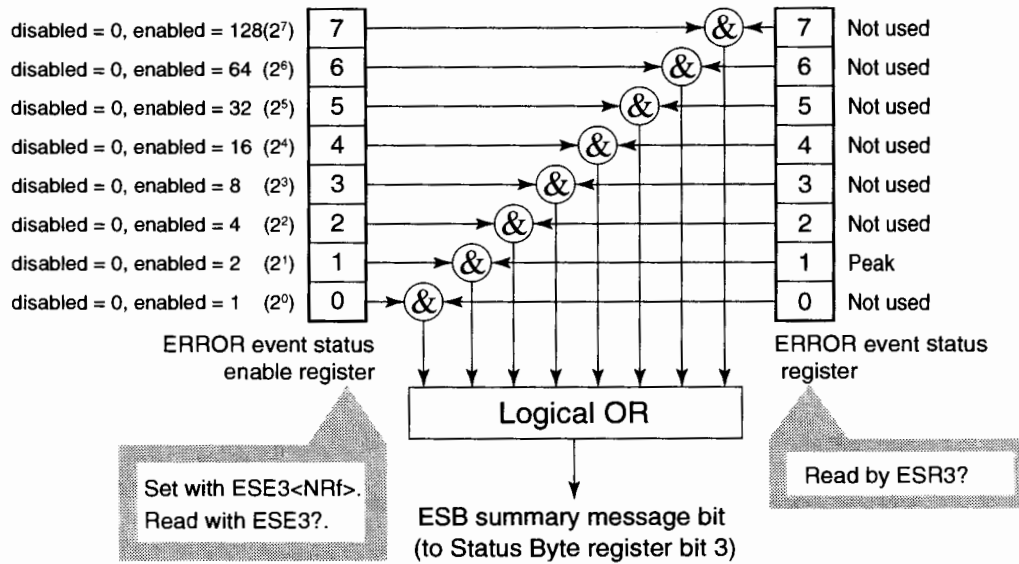 disabled = 0, enabled = 128(2⁷) 7 & 7 Not used
disabled = 0, enabled = 64 (2⁶) 6 & 6 Not used
disabled = 0, enabled = 32 (2⁵) 5 & 5 Not used
disabled = 0, enabled = 16 (2⁴) 4 & 4 Not used
disabled = 0, enabled = 8 (2³) 3 & 3 Not used
disabled = 0, enabled = 4 (2²) 2 & 2 Not used
disabled = 0, enabled = 2 (2¹) 1 & 1 Peak
disabled = 0, enabled = 1 (2⁰) 0 & 0 Not used
ERROR event status
enable register
ERROR event status
register
Logical OR
Set with ESE3<NRf>.
Read with ESE3?.
Read by ESR3?
ESB summary message bit
(to Status Byte register bit 3)